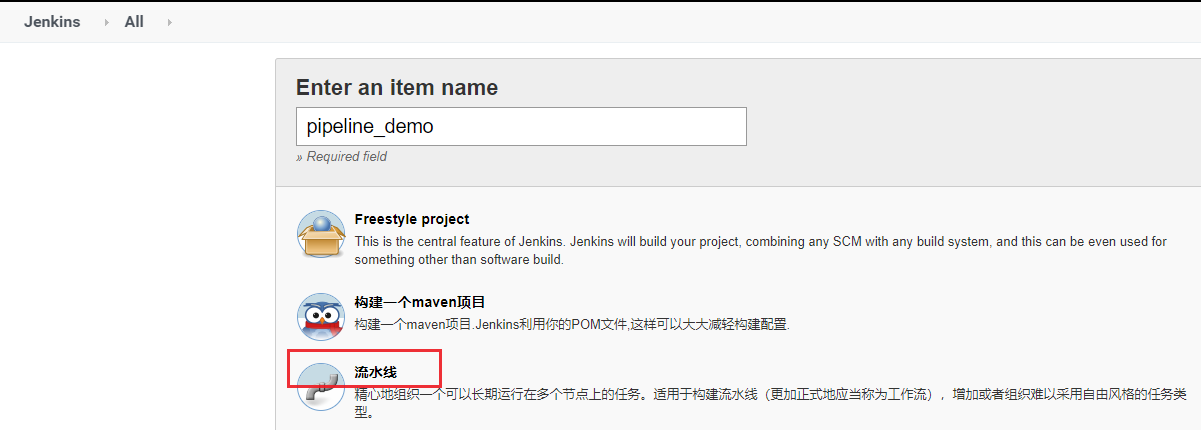 Jenkins All
Enter an item name
pipeline_demo
» Required field
Freestyle project
This is the central feature of Jenkins. Jenkins will build your project, combining any SCM with any build system, and this can be even used for
something other than software build.
构建一个maven项目
构建一个maven项目.Jenkins利用你的POM文件,这样可以大大减轻构建配置.
流水线
精心地组织一个可以长期运行在多个节点上的任务。适用于构建流水线（更加正式地应当称为工作流），增加或者组织难以采用自由风格的任务类
型。